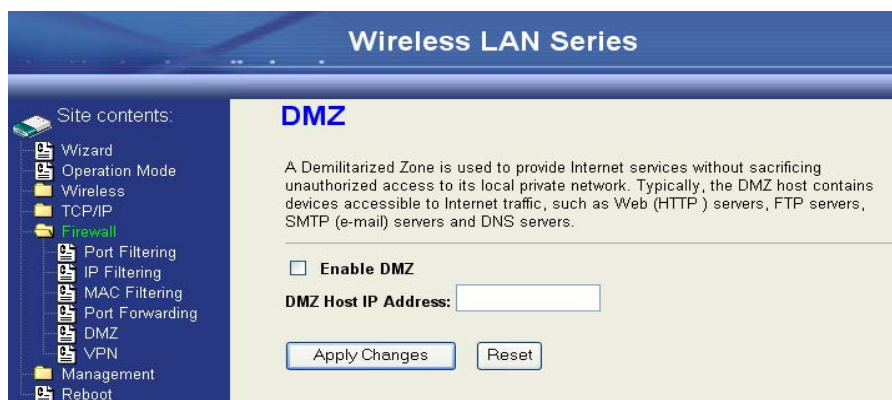 Wireless LAN Series
Site contents:
Wizard
Operation Mode
Wireless
TCP/IP
Firewall
Port Filtering
IP Filtering
MAC Filtering
Port Forwarding
DMZ
VPN
Management
Reboot
DMZ
A Demilitarized Zone is used to provide Internet services without sacrificing
unauthorized access to its local private network. Typically, the DMZ host contains
devices accessible to Internet traffic, such as Web (HTTP ) servers, FTP servers,
SMTP (e-mail) servers and DNS servers.
Enable DMZ
DMZ Host IP Address:
Apply Changes Reset